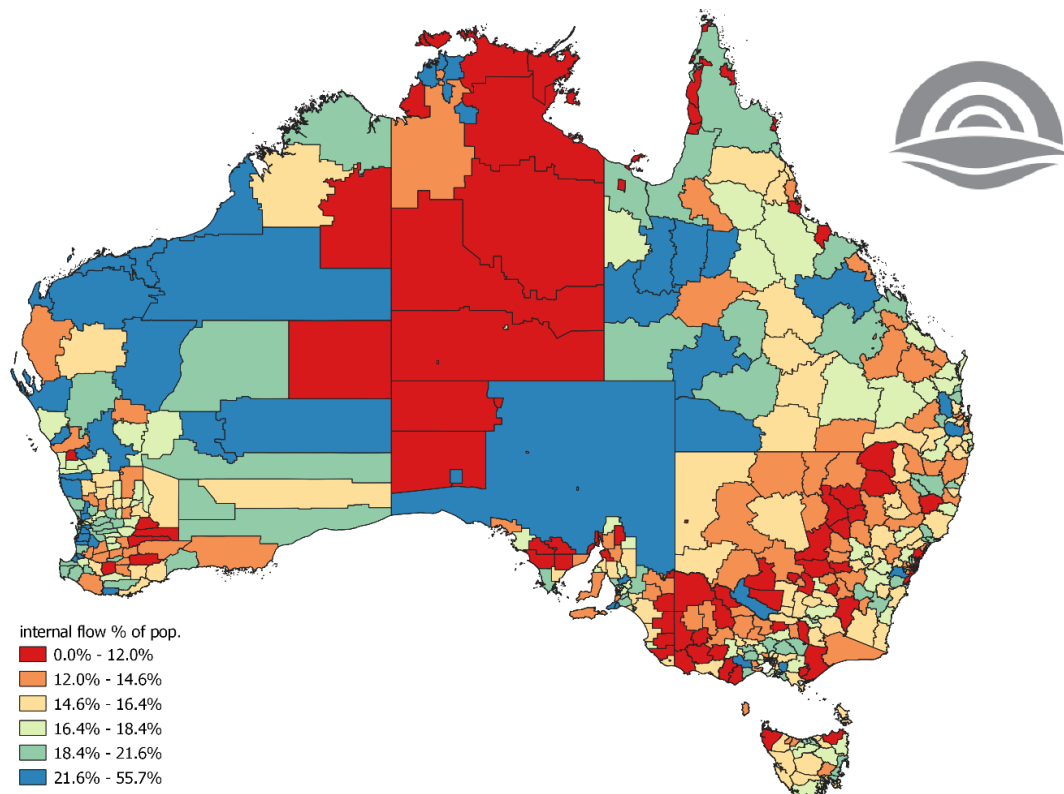 internal flow % of pop.
0.0% - 12.0%
12.0% - 14.6%
14.6% - 16.4%
16.4% - 18.4%
18.4% - 21.6%
21.6% - 55.7%